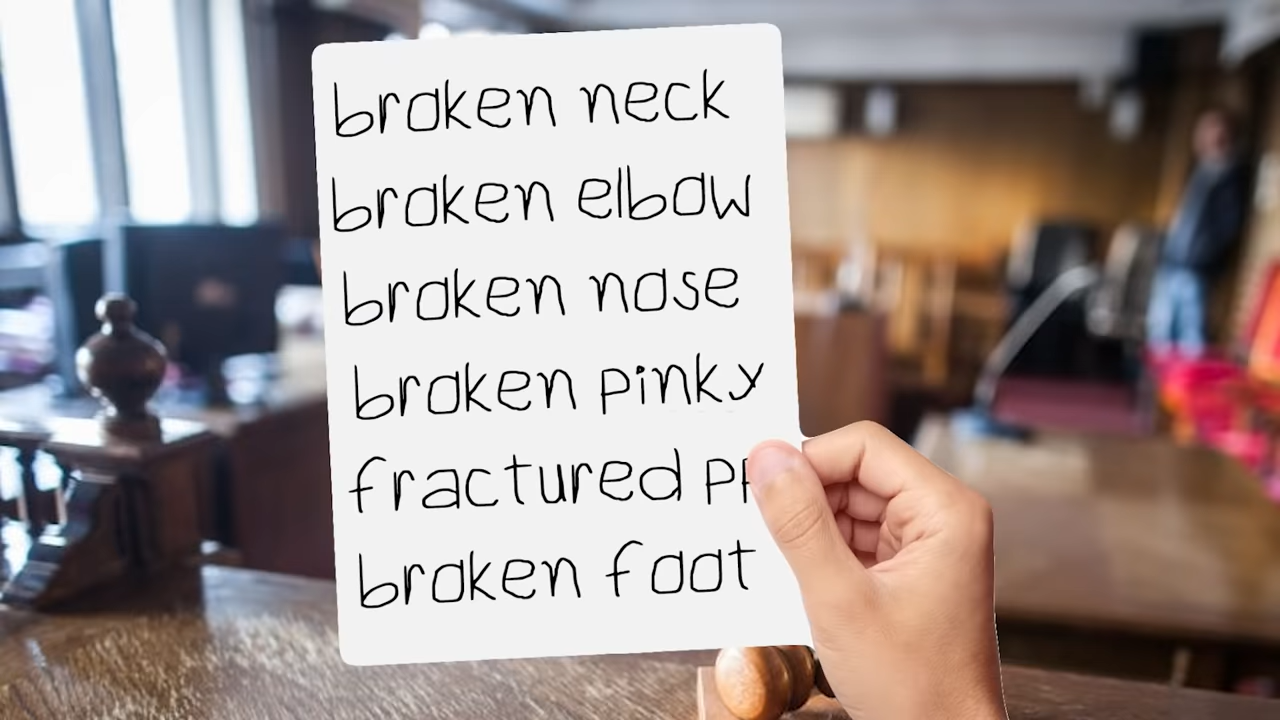 broken neck
broken elbow
broken nose
broken pinky
fractured
broken foot